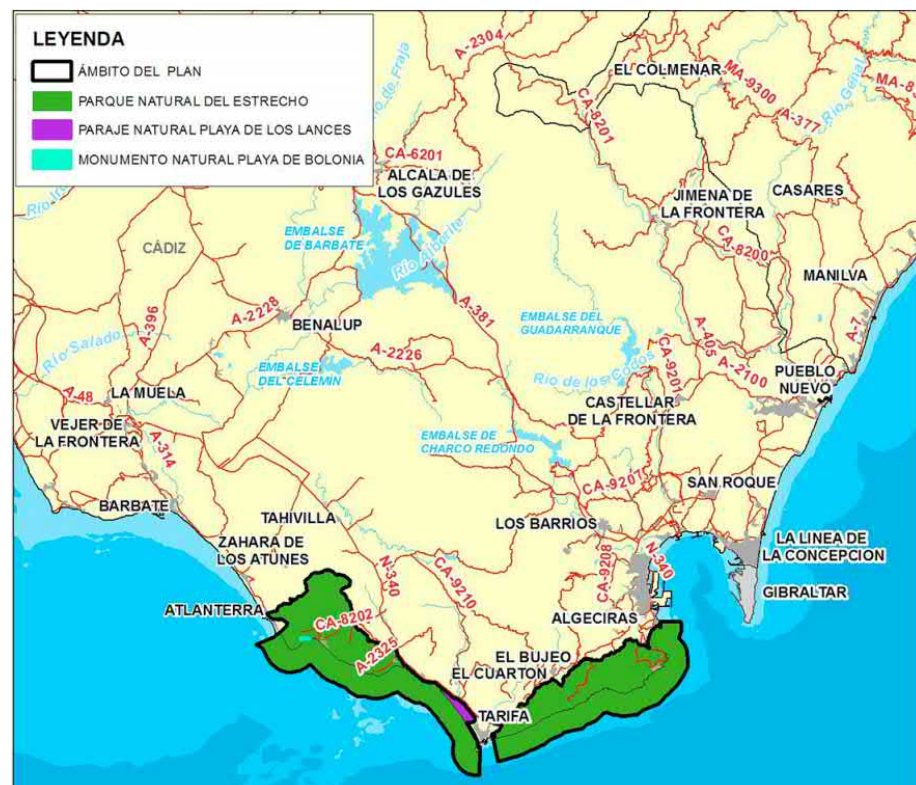 LEYENDA
ÁMBITO DEL PLAN
PARQUE NATURAL DEL ESTRECHO
PARAJE NATURAL PLAYA DE LOS LANCES
MONUMENTO NATURAL PLAYA DE BOLONIA
A-2304
de Fraja
EL COLMENAR
MA-9300
Río Genal
CA-8201
A-377
CA-6201
ALCALA DE
LOS GAZULES
JIMENA DE
LA FRONTERA
CASARES
EMBALSE
DE BARBATE
CÁDIZ
Río Alberite
CA-8200
MANILVA
A-396
A-2228
BENALUP
A-381
EMBALSE DEL
GUADARRANQUE
A-405
A-7
Río Salado
A-2226
CA-9201
A-2100
EMBALSE
DEL CELEMIN
Río de los Codos
PUEBLO
NUEVO
A-48
LA MUELA
CASTELLAR
DE LA FRONTERA
VEJER DE
LA FRONTERA
A-314
EMBALSE DE
CHARCO REDONDO
CA-9207
SAN ROQUE
BARBATE
TAHIVILLA
LOS BARRIOS
ZAHARA DE
LOS ATUNES
N-340
CA-9210
CA-9208
N-340
LA LINEA DE
LA CONCEPCION
GIBRALTAR
ATLANTERRA
CA-8202
ALGECIRAS
A-2325
EL BUJEO
EL CUARTON
TARIFA